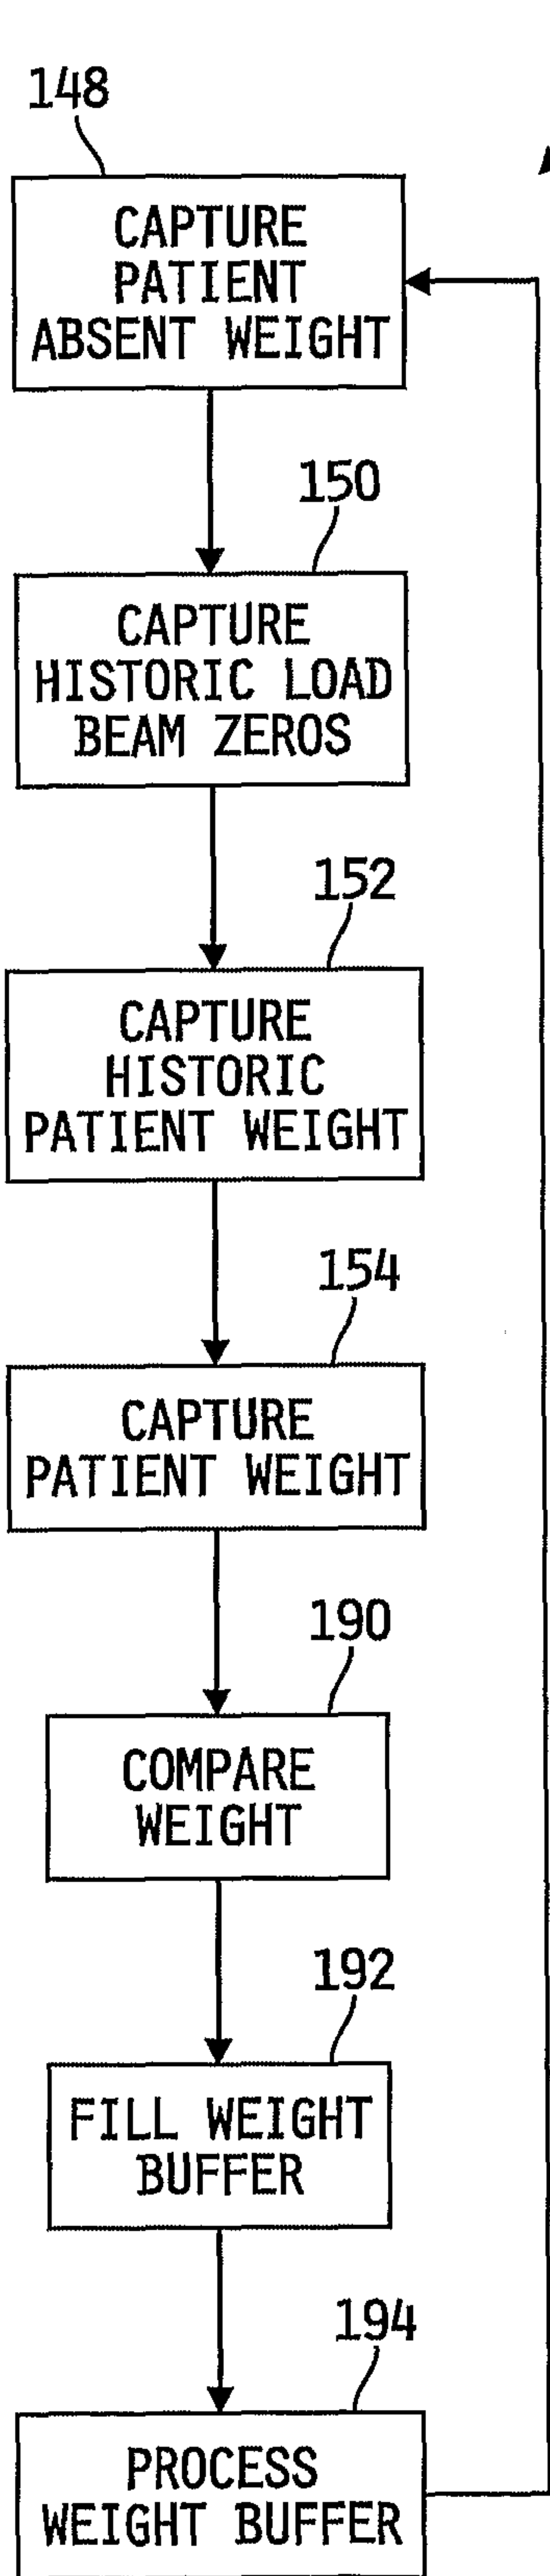 148
CAPTURE
PATIENT
ABSENT WEIGHT
150
CAPTURE
HISTORIC LOAD
BEAM ZEROS
152
CAPTURE
HISTORIC
PATIENT WEIGHT
154
CAPTURE
PATIENT WEIGHT
190
COMPARE
WEIGHT
192
FILL WEIGHT
BUFFER
194
PROCESS
WEIGHT BUFFER